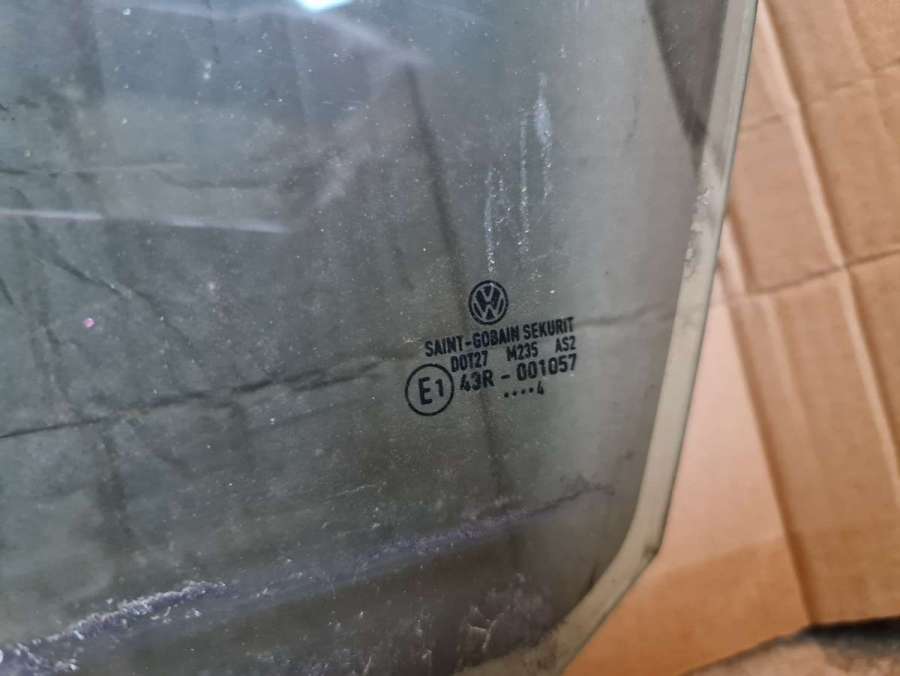 SAINT-GOBAIN SEKURIT
DOT27 M235 AS2
E1 43R - 001057
....4